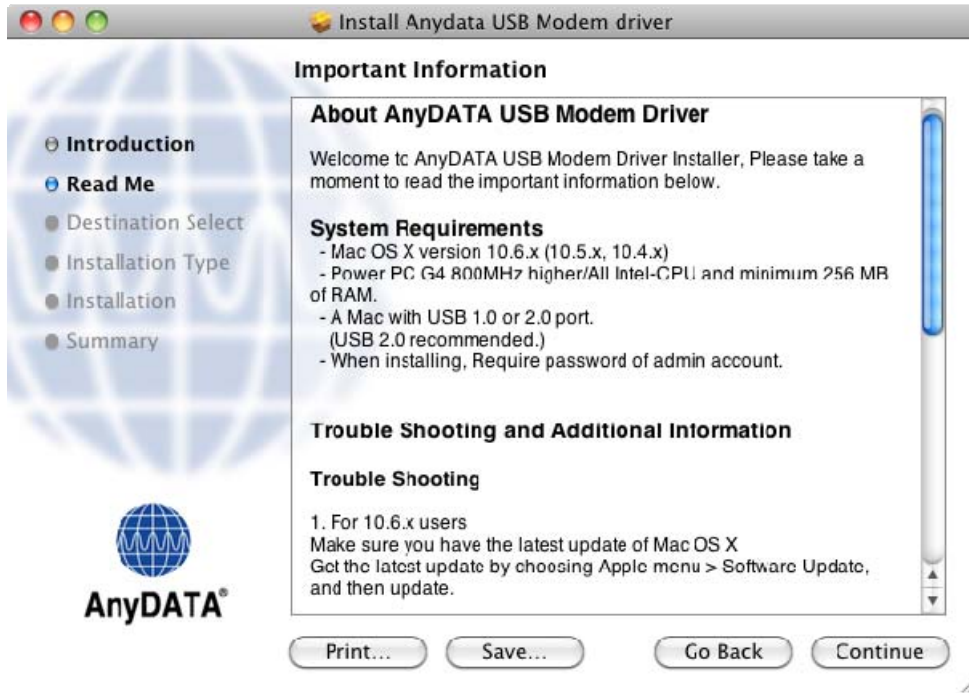 Install Anydata USB Modem driver
Important Information
Introduction
Read Me
Destination Select
Installation Type
Installation
Summary
AnyDATA®
About AnyDATA USB Modem Driver
Welcome to AnyDATA USB Modem Driver Installer, Please take a
moment to read the important information below.
System Requirements
- Mac OS X version 10.6.x (10.5.x, 10.4.x)
- Power PC G4 800MHz higher/All Intel-CPU and minimum 256 MB
of RAM.
- A Mac with USB 1.0 or 2.0 port.
(USB 2.0 recommended.)
- When installing, Require password of admin account.
Trouble Shooting and Additional Information
Trouble Shooting
1. For 10.6.x users
Make sure you have the latest update of Mac OS X
Get the latest update by choosing Apple menu > Software Update,
and then update.
Print...
Save...
Go Back
Continue